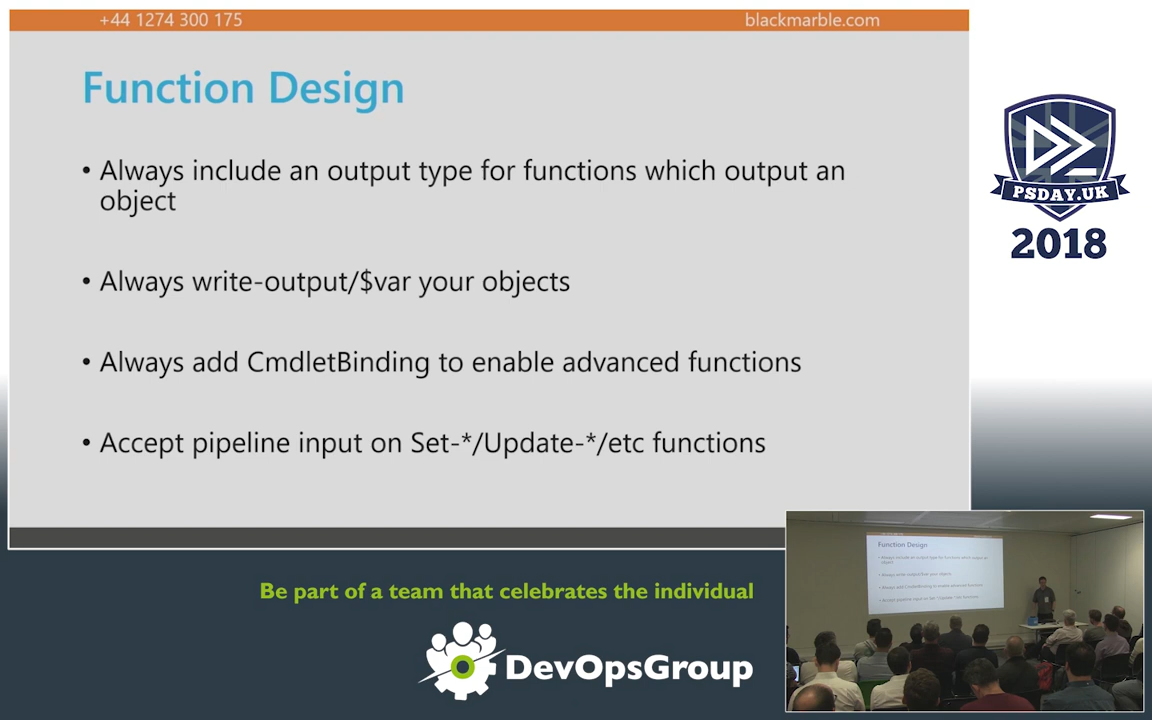 +44 1274 300 175
blackmarble.com
Function Design
• Always include an output type for functions which output an
object
• Always write-output/$var your objects
• Always add CmdletBinding to enable advanced functions
• Accept pipeline input on Set-*/Update-*/etc functions
PSDAY.UK
2018
Be part of a team that celebrates the individual
DevOpsGroup
Function Design